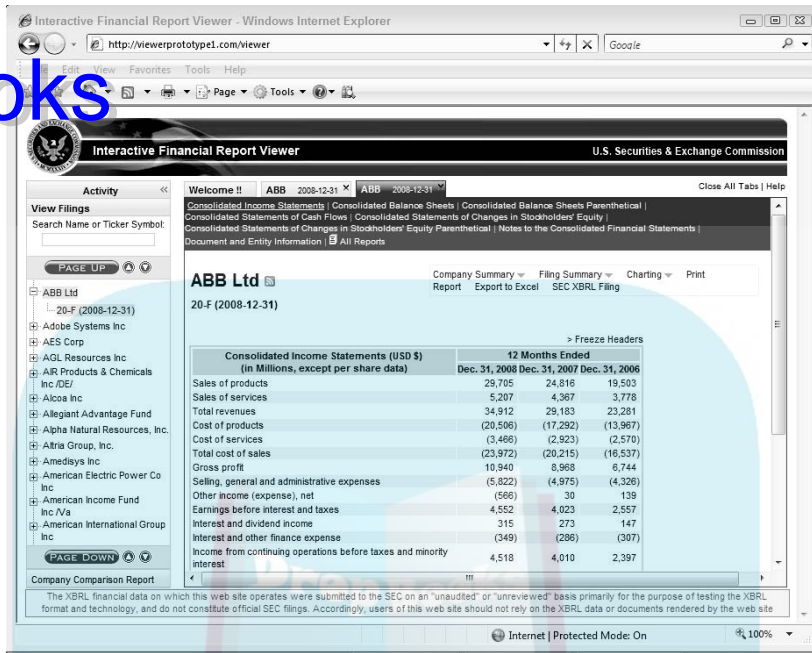 Interactive Financial Report Viewer - Windows Internet Explorer
http://viewerprototype1.com/viewer
Google
Edit View Favorites Tools Help
oks
Page Tools
Interactive Financial Report Viewer
U.S. Securities & Exchange Commission
Activity
View Filings
Search Name or Ticker Symbol:
PAGE UP
ABB Ltd
20-F (2008-12-31)
Adobe Systems Inc
AES Corp
AGL Resources Inc
AIR Products & Chemicals
Inc /DE/
Alcoa Inc
Allegiant Advantage Fund
Alpha Natural Resources, Inc.
Altria Group, Inc.
Amedisys Inc
American Electric Power Co
Inc
American Income Fund
Inc /Va
American International Group
Inc
PAGE DOWN
Company Comparison Report
Welcome !! ABB 2008-12-31 ABB 2008-12-31
Close All Tabs | Help
Consolidated Income Statements | Consolidated Balance Sheets | Consolidated Balance Sheets Parenthetical |
Consolidated Statements of Cash Flows | Consolidated Statements of Changes in Stockholders' Equity |
Consolidated Statements of Changes in Stockholders' Equity Parenthetical | Notes to the Consolidated Financial Statements |
Document and Entity Information | All Reports
ABB Ltd
20-F (2008-12-31)
Company Summary Filing Summary Charting Print
Report Export to Excel SEC XBRL Filing
> Freeze Headers
Consolidated Income Statements (USD $)
(in Millions, except per share data)
12 Months Ended
Dec. 31, 2008 Dec. 31, 2007 Dec. 31, 2006
Sales of products 29,705 24,816 19,503
Sales of services 5,207 4,367 3,778
Total revenues 34,912 29,183 23,281
Cost of products (20,506) (17,292) (13,967)
Cost of services (3,466) (2,923) (2,570)
Total cost of sales (23,972) (20,215) (16,537)
Gross profit 10,940 8,968 6,744
Selling, general and administrative expenses (5,822) (4,975) (4,326)
Other income (expense), net (566) 30 139
Earnings before interest and taxes 4,552 4,023 2,557
Interest and dividend income 315 273 147
Interest and other finance expense (349) (286) (307)
Income from continuing operations before taxes and minority
interest 4,518 4,010 2,397
The XBRL financial data on which this web site operates were submitted to the SEC on an "unaudited" or "unreviewed" basis primarily for the purpose of testing the XBRL
format and technology, and do not constitute official SEC filings. Accordingly, users of this web site should not rely on the XBRL data or documents rendered by the web site
Internet | Protected Mode: On
100%